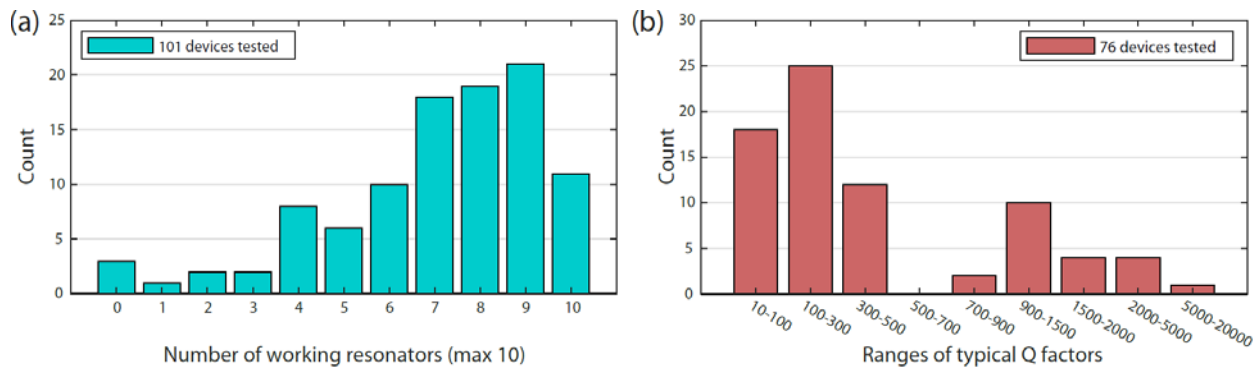 (a)
25
20
15
10
5
0
Count
101 devices tested
0 1 2 3 4 5 6 7 8 9 10
Number of working resonators (max 10)
(b)
30
25
20
15
10
5
0
Count
76 devices tested
10-100 100-300 300-500 500-700 700-900 900-1500 1500-2000 2000-5000 5000-20000
Ranges of typical Q factors